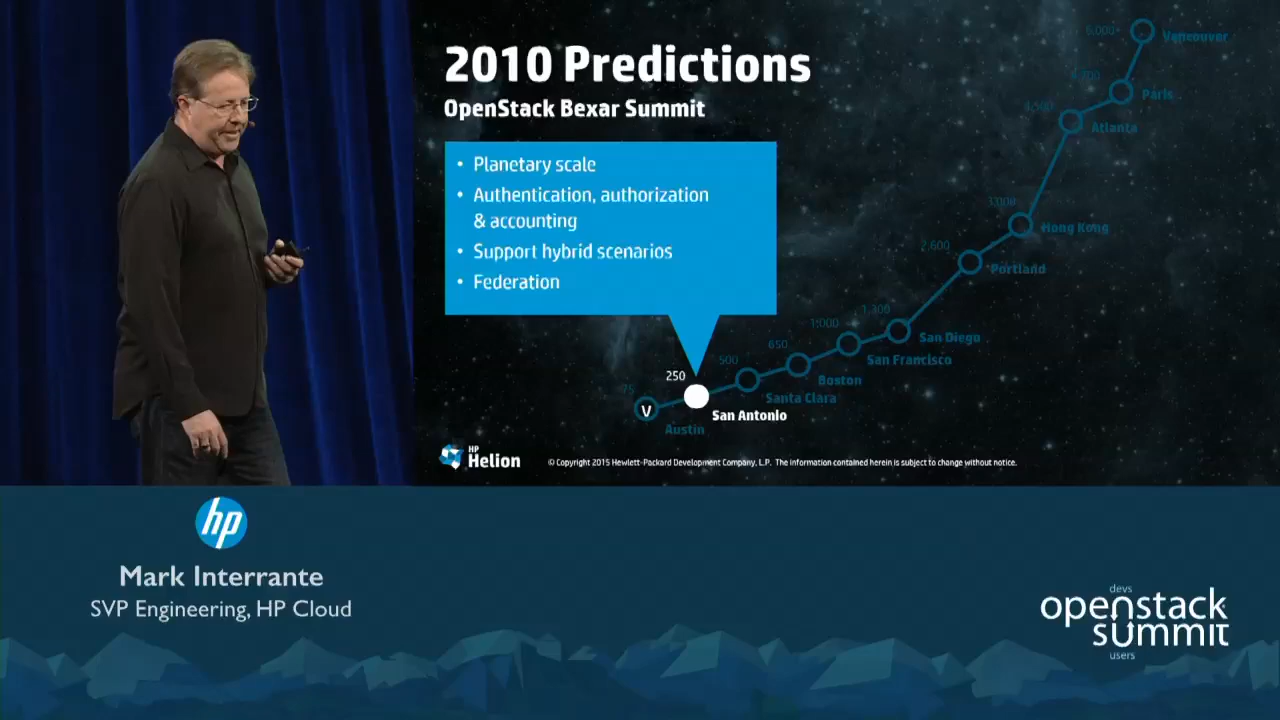 2010 Predictions
OpenStack Bexar Summit
• Planetary scale
• Authentication, authorization
& accounting
• Support hybrid scenarios
• Federation
6,000+
Vancouver
4,700
Paris
4,500
Atlanta
3,000
Hong Kong
2,600
Portland
1,300
San Diego
1,000
San Francisco
650
Boston
500
Santa Clara
250
San Antonio
75
V
Austin
HP
Helion
© Copyright 2015 Hewlett-Packard Development Company, L.P. The information contained herein is subject to change without notice.
hp
Mark Interrante
SVP Engineering, HP Cloud
devs
openstack
summit
users